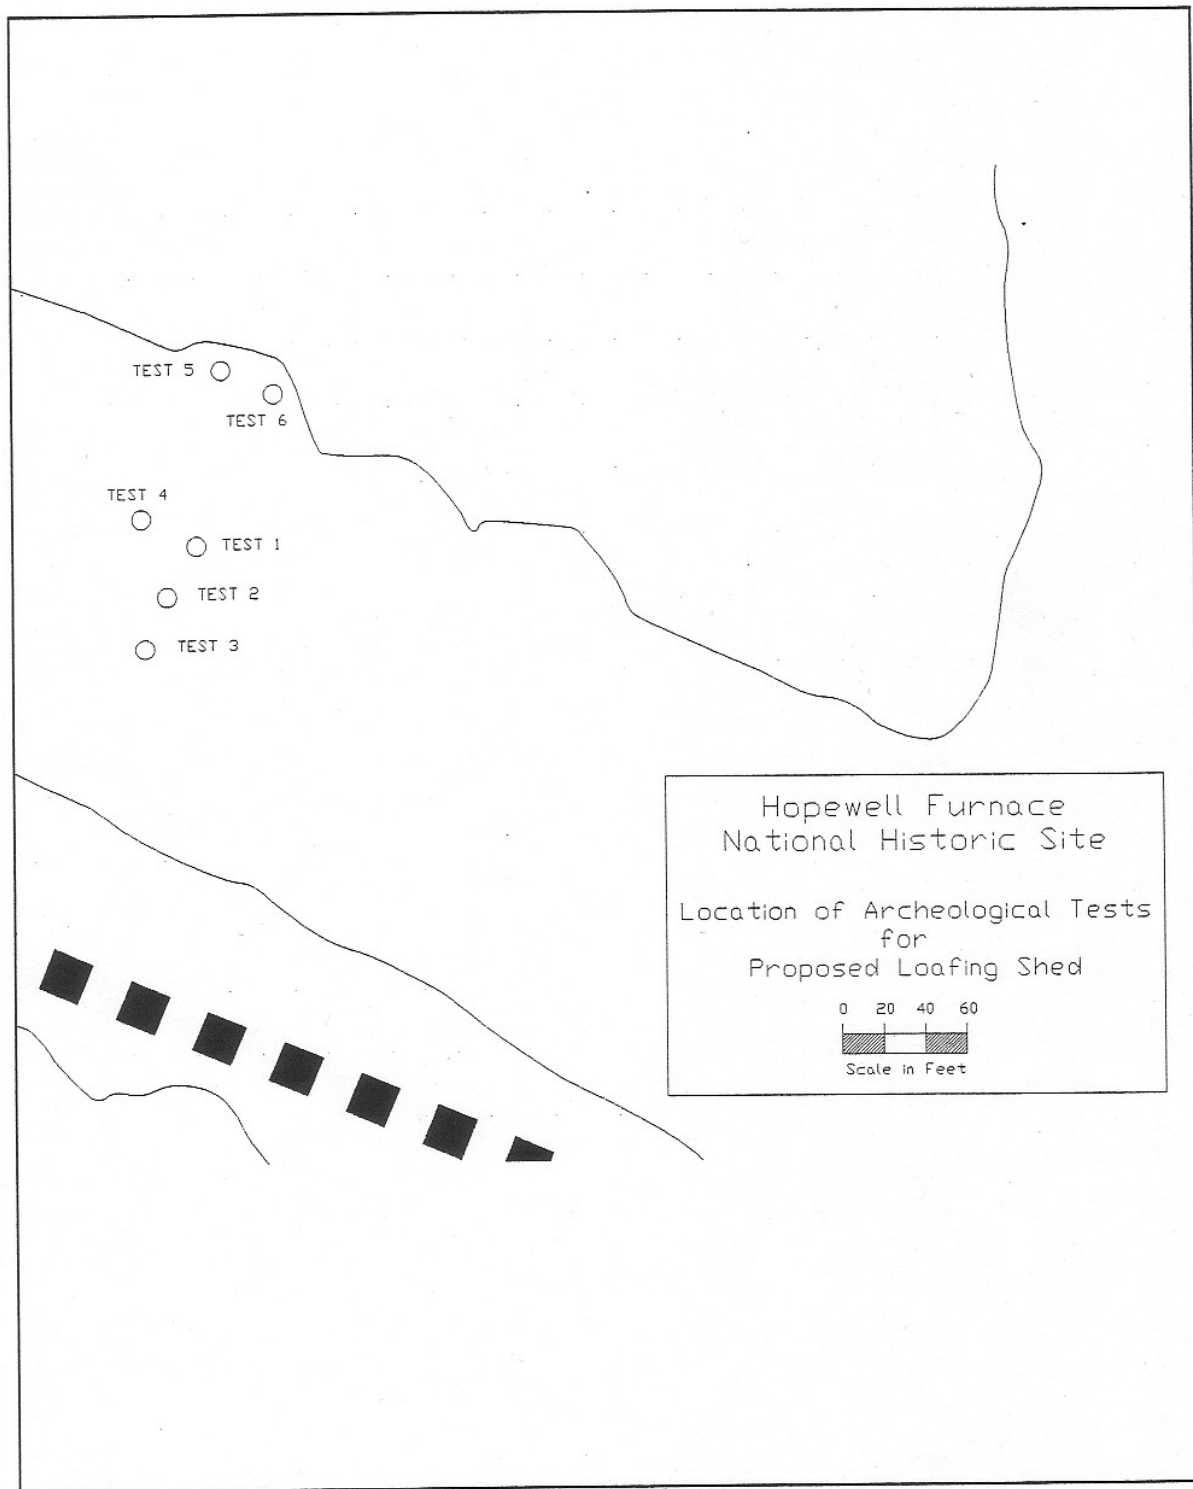 TEST 5
TEST 6
TEST 4
TEST 1
TEST 2
TEST 3
Hopewell Furnace
National Historic Site
Location of Archeological Tests
for
Proposed Loafing Shed
0 20 40 60
Scale in Feet